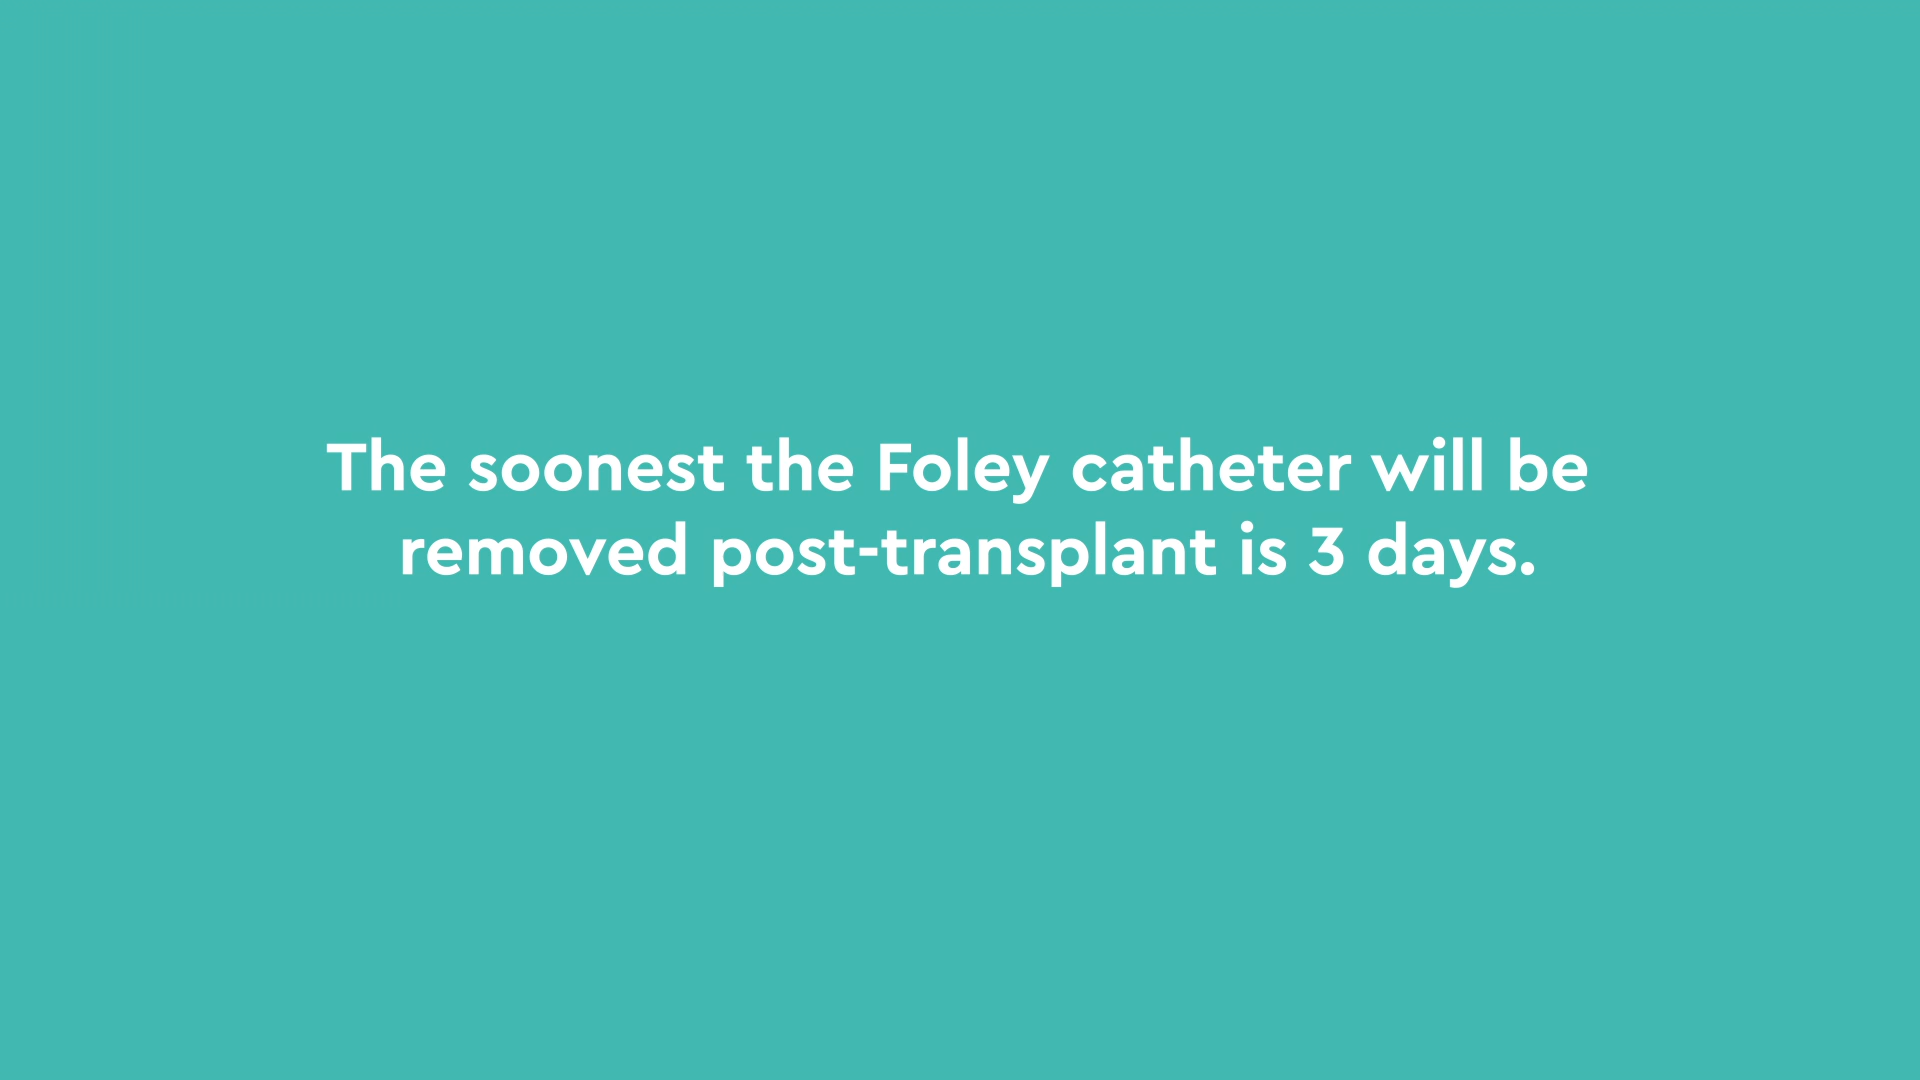 The soonest the Foley catheter will be
removed post-transplant is 3 days.